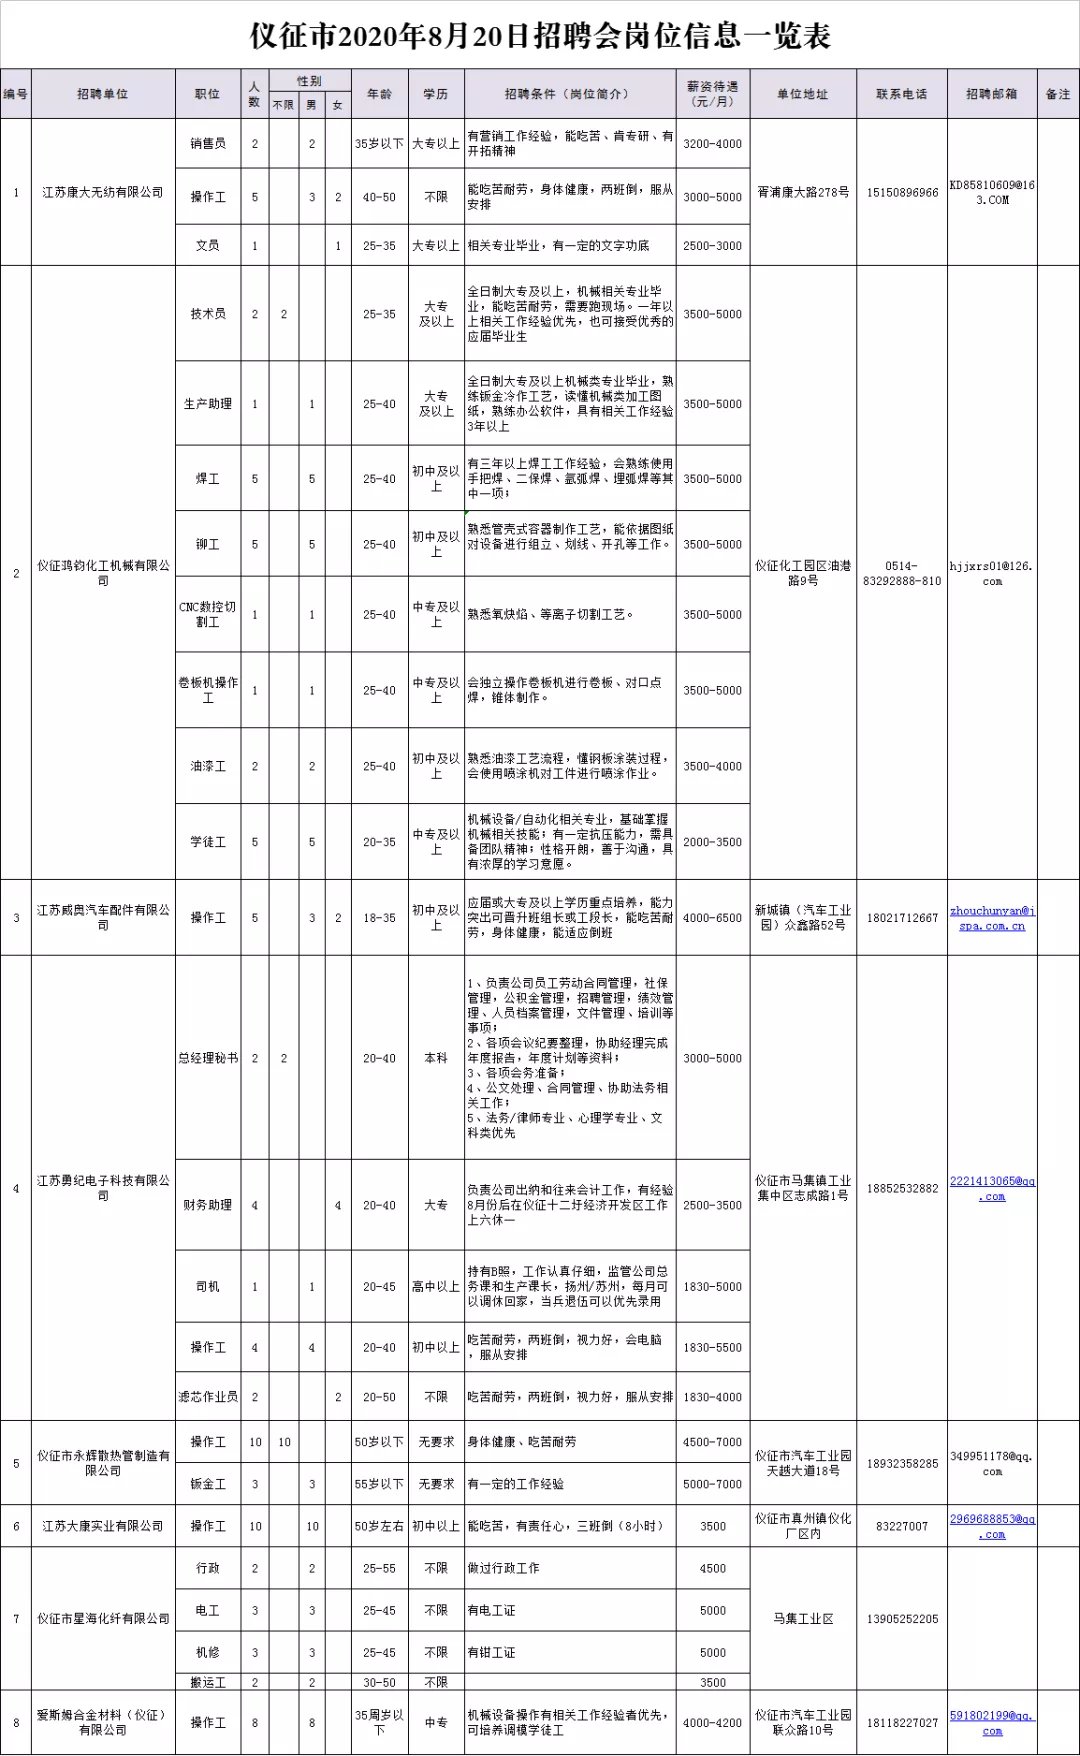 仪征市2020年8月20日招聘会岗位信息一览表
编号 招聘单位 职位 人数 性别 不限 男 女 年龄 学历 招聘条件（岗位简介） 薪资待遇（元/月） 单位地址 联系电话 招聘邮箱 备注
1 江苏康大无纺有限公司 销售员 2 2 35岁以下 大专以上 有营销工作经验，能吃苦、肯专研、有开拓精神 3200-4000 胥浦康大路278号 15150896966 KD85810609@163.COM
操作工 5 3 2 40-50 不限 能吃苦耐劳，身体健康，两班倒，服从安排 3000-5000
文员 1 1 25-35 大专以上 相关专业毕业，有一定的文字功底 2500-3000
2 仪征鸿钧化工机械有限公司 技术员 2 2 25-35 大专及以上 全日制大专及以上，机械相关专业毕业，能吃苦耐劳，需要跑现场。一年以上相关工作经验优先，也可接受优秀的应届毕业生 3500-5000 仪征化工园区油港路9号 0514-83292888-810 hjjxrs01@126.com
生产助理 1 1 25-40 大专及以上 全日制大专及以上机械类专业毕业，熟练钣金冷作工艺，读懂机械类加工图纸，熟练办公软件，具有相关工作经验3年以上 3500-5000
焊工 5 5 25-40 初中及以上 有三年以上焊工工作经验，会熟练使用手把焊、二保焊、氩弧焊、埋弧焊等其中一项； 3500-5000
铆工 5 5 25-40 初中及以上 熟悉管壳式容器制作工艺，能依据图纸对设备进行组立、划线、开孔等工作。 3500-5000
CNC数控切割工 1 1 25-40 中专及以上 熟悉氧炔焰、等离子切割工艺。 3500-5000
卷板机操作工 1 1 25-40 中专及以上 会独立操作卷板机进行卷板、对口点焊，锥体制作。 3500-5000
油漆工 2 2 25-40 初中及以上 熟悉油漆工艺流程，懂钢板涂装过程，会使用喷涂机对工件进行喷涂作业。 3500-4000
学徒工 5 5 20-35 中专及以上 机械设备/自动化相关专业，基础掌握机械相关技能；有一定抗压能力，需具备团队精神；性格开朗，善于沟通，具有浓厚的学习意愿。 2000-3500
3 江苏威奥汽车配件有限公司 操作工 5 3 2 18-35 初中及以上 应届或大专及以上学历重点培养，能力突出可晋升班组长或工段长，能吃苦耐劳，身体健康，能适应倒班 4000-6500 新城镇（汽车工业园）众鑫路52号 18021712667 zhouchunyan@jspa.com.cn
4 江苏勇纪电子科技有限公司 总经理秘书 2 2 20-40 本科 1、负责公司员工劳动合同管理，社保管理，公积金管理，招聘管理，绩效管理、人员档案管理，文件管理、培训等事项；
2、各项会议纪要整理，协助经理完成年度报告，年度计划等资料；
3、各项会务准备；
4、公文处理、合同管理、协助法务相关工作；
5、法务/律师专业、心理学专业、文科类优先 3000-5000 仪征市马集镇工业集中区志成路1号 18852532882 2221413065@qq.com
财务助理 4 4 20-40 大专 负责公司出纳和往来会计工作，有经验8月份后在仪征十二圩经济开发区工作上六休一 2500-3500
司机 1 1 20-45 高中以上 持有B照，工作认真仔细，监管公司总务课和生产课长，扬州/苏州，每月可以调休回家，当兵退伍可以优先录用 1830-5000
操作工 4 4 20-40 初中以上 吃苦耐劳，两班倒，视力好，会电脑，服从安排 1830-5500
滤芯作业员 2 2 20-50 不限 吃苦耐劳，两班倒，视力好，服从安排 1830-4000
5 仪征市永辉散热管制造有限公司 操作工 10 10 50岁以下 无要求 身体健康、吃苦耐劳 4500-7000 仪征市汽车工业园天越大道18号 18932358285 349951178@qq.com
钣金工 3 3 55岁以下 无要求 有一定的工作经验 5000-7000
6 江苏大康实业有限公司 操作工 10 10 50岁左右 初中以上 能吃苦，有责任心，三班倒（8小时） 3500 仪征市真州镇仪化厂区内 83227007 2969688853@qq.com
7 仪征市星海化纤有限公司 行政 2 2 25-55 不限 做过行政工作 4500 马集工业区 13905252205
电工 3 3 25-45 不限 有电工证 5000
机修 3 3 25-45 不限 有钳工证 5000
搬运工 2 2 30-50 不限 3500
8 爱斯姆合金材料（仪征）有限公司 操作工 8 8 35周岁以下 中专 机械设备操作有相关工作经验者优先，可培养调模学徒工 4000-4200 仪征市汽车工业园联众路10号 18118227027 591802199@qq.com